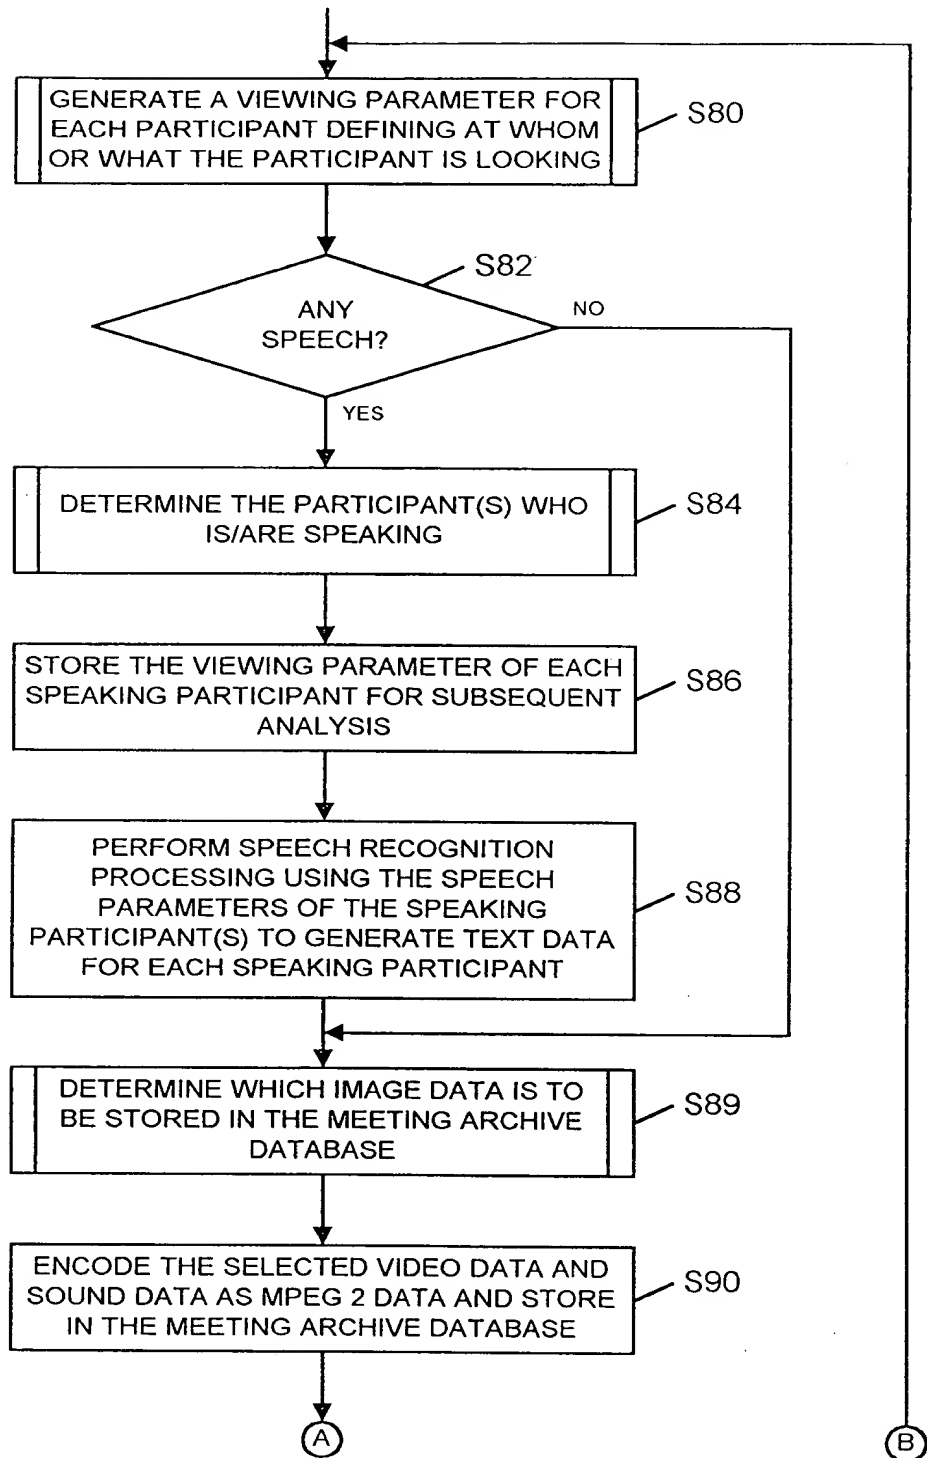 GENERATE A VIEWING PARAMETER FOR
EACH PARTICIPANT DEFINING AT WHOM
OR WHAT THE PARTICIPANT IS LOOKING
S80
S82
ANY
SPEECH?
NO
YES
DETERMINE THE PARTICIPANT(S) WHO
IS/ARE SPEAKING
S84
STORE THE VIEWING PARAMETER OF EACH
SPEAKING PARTICIPANT FOR SUBSEQUENT
ANALYSIS
S86
PERFORM SPEECH RECOGNITION
PROCESSING USING THE SPEECH
PARAMETERS OF THE SPEAKING
PARTICIPANT(S) TO GENERATE TEXT DATA
FOR EACH SPEAKING PARTICIPANT
S88
DETERMINE WHICH IMAGE DATA IS TO
BE STORED IN THE MEETING ARCHIVE
DATABASE
S89
ENCODE THE SELECTED VIDEO DATA AND
SOUND DATA AS MPEG 2 DATA AND STORE
IN THE MEETING ARCHIVE DATABASE
S90
A
B